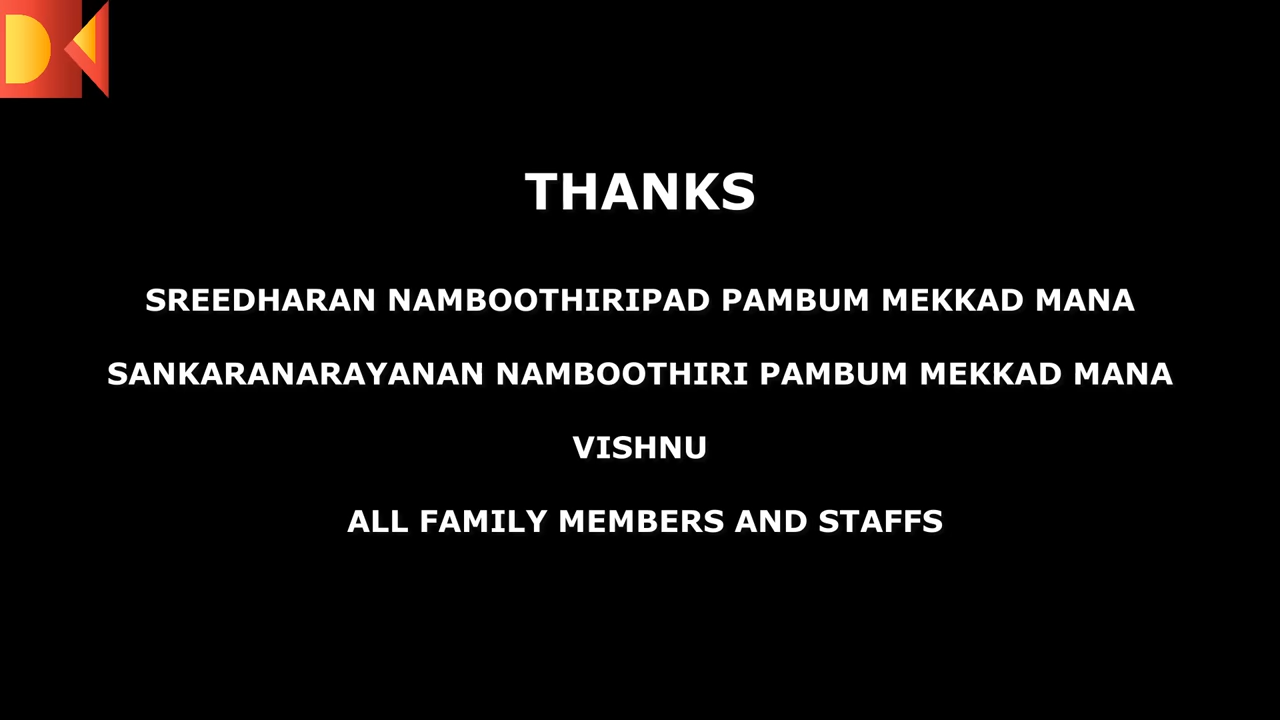 THANKS
SREEDHARAN NAMBOOTHIRIPAD PAMBUM MEKKAD MANA
SANKARANARAYANAN NAMBOOTHIRI PAMBUM MEKKAD MANA
VISHNU
ALL FAMILY MEMBERS AND STAFFS